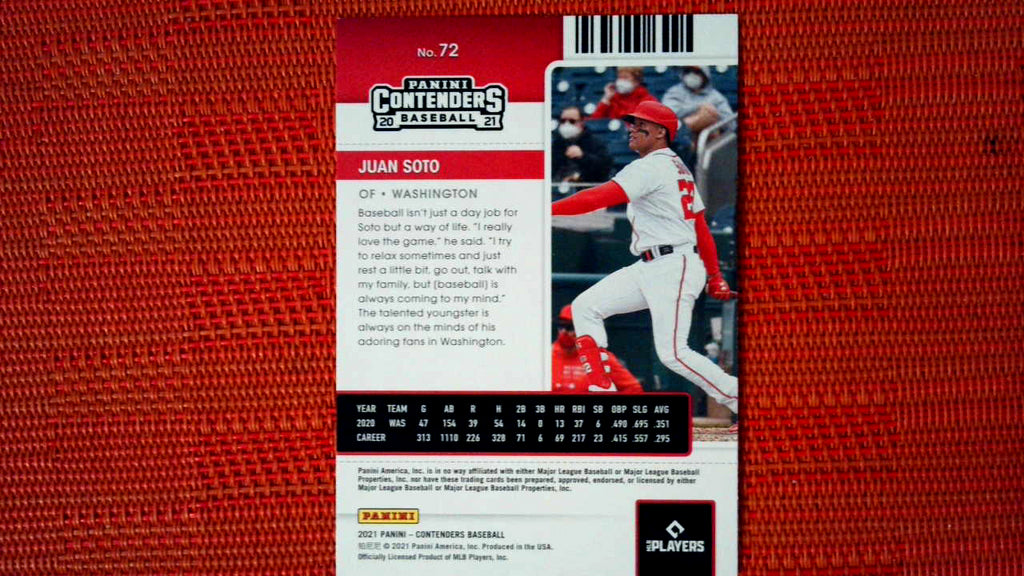 No. 72
PANINI
CONTENDERS
20 BASEBALL 21
JUAN SOTO
OF • WASHINGTON
Baseball isn't just a day job for
Soto but a way of life. "I really
love the game," he said. "I try
to relax sometimes and just
rest a little bit, go out, talk with
my family, but (baseball) is
always coming to my mind."
The talented youngster is
always on the minds of his
adoring fans in Washington.
YEAR TEAM G AB R H 2B 3B HR RBI SB OBP SLG AVG
2020 WAS 47 154 39 54 14 0 13 37 6 .490 .695 .351
CAREER 313 1110 226 328 71 6 69 217 23 .415 .557 .295
Panini America, Inc. is in no way affiliated with either Major League Baseball or Major League Baseball
Properties, Inc. nor have these trading cards been prepared, approved, endorsed, or licensed by either
Major League Baseball or Major League Baseball Properties, Inc.
PANINI
2021 PANINI – CONTENDERS BASEBALL
帕尼尼 © 2021 Panini America, Inc. Produced in the USA.
Officially Licensed Product of MLB Players, Inc.
MLB PLAYERS